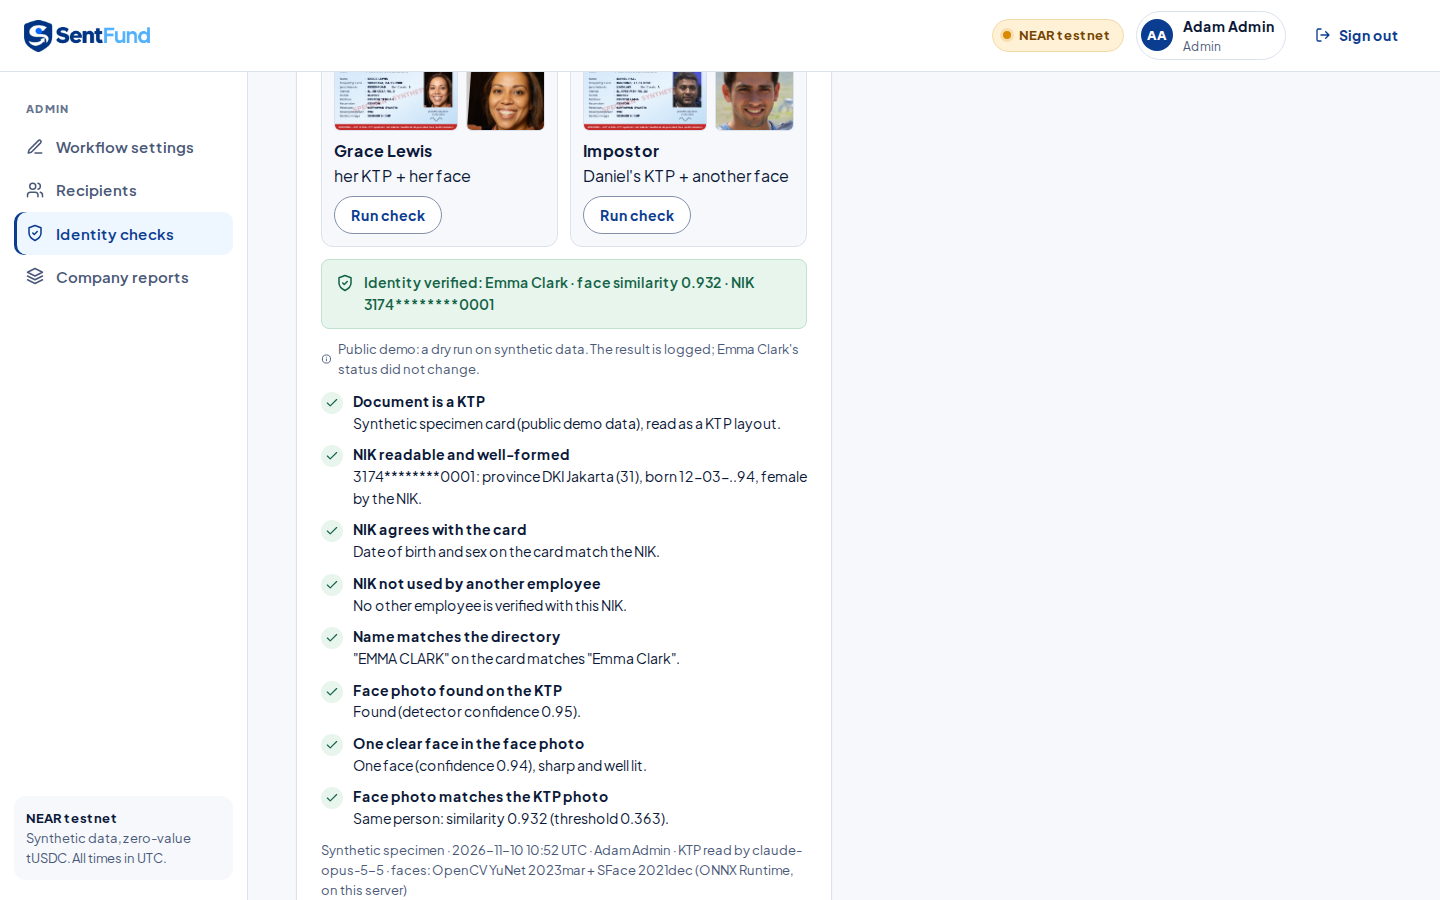 SentFund
NEAR testnet
AA
Adam Admin
Admin
Sign out
ADMIN
Workflow settings
Recipients
Identity checks
Company reports
NEAR testnet
Synthetic data, zero-value
tUSDC. All times in UTC.
Grace Lewis
her KTP + her face
Run check
Impostor
Daniel's KTP + another face
Run check
Identity verified: Emma Clark · face similarity 0.932 · NIK
3174********0001
Public demo: a dry run on synthetic data. The result is logged; Emma Clark's
status did not change.
Document is a KTP
Synthetic specimen card (public demo data), read as a KTP layout.
NIK readable and well-formed
3174********0001: province DKI Jakarta (31), born 12-03-..94, female
by the NIK.
NIK agrees with the card
Date of birth and sex on the card match the NIK.
NIK not used by another employee
No other employee is verified with this NIK.
Name matches the directory
"EMMA CLARK" on the card matches "Emma Clark".
Face photo found on the KTP
Found (detector confidence 0.95).
One clear face in the face photo
One face (confidence 0.94), sharp and well lit.
Face photo matches the KTP photo
Same person: similarity 0.932 (threshold 0.363).
Synthetic specimen · 2026-11-10 10:52 UTC · Adam Admin · KTP read by claude-
opus-5-5 · faces: OpenCV YuNet 2023mar + SFace 2021dec (ONNX Runtime,
on this server)